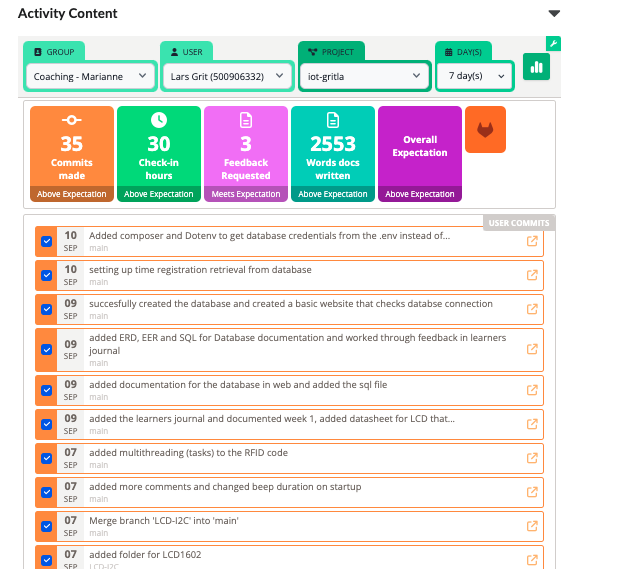 Activity Content
GROUP
USER
PROJECT
DAY(S)
Coaching - Marianne
Lars Grit (500906332)
iot-gritla
7 day(s)
35
Commits
made
Above Expectation
30
Check-in
hours
Above Expectation
3
Feedback
Requested
Meets Expectation
2553
Words docs
written
Above Expectation
Overall
Expectation
Above Expectation
USER COMMITS
10
SEP
Added composer and Dotenv to get database credentials from the .env instead of...
main
10
SEP
setting up time registration retrieval from database
main
09
SEP
succesfully created the database and created a basic website that checks databse connection
main
09
SEP
added ERD, EER and SQL for Database documentation and worked through feedback in learners
journal
main
09
SEP
added documentation for the database in web and added the sql file
main
09
SEP
added the learners journal and documented week 1, added datasheet for LCD that...
main
07
SEP
added multithreading (tasks) to the RFID code
main
07
SEP
added more comments and changed beep duration on startup
main
07
SEP
Merge branch 'LCD-I2C' into 'main'
main
07
SEP
added folder for LCD1602
LCD-I2C